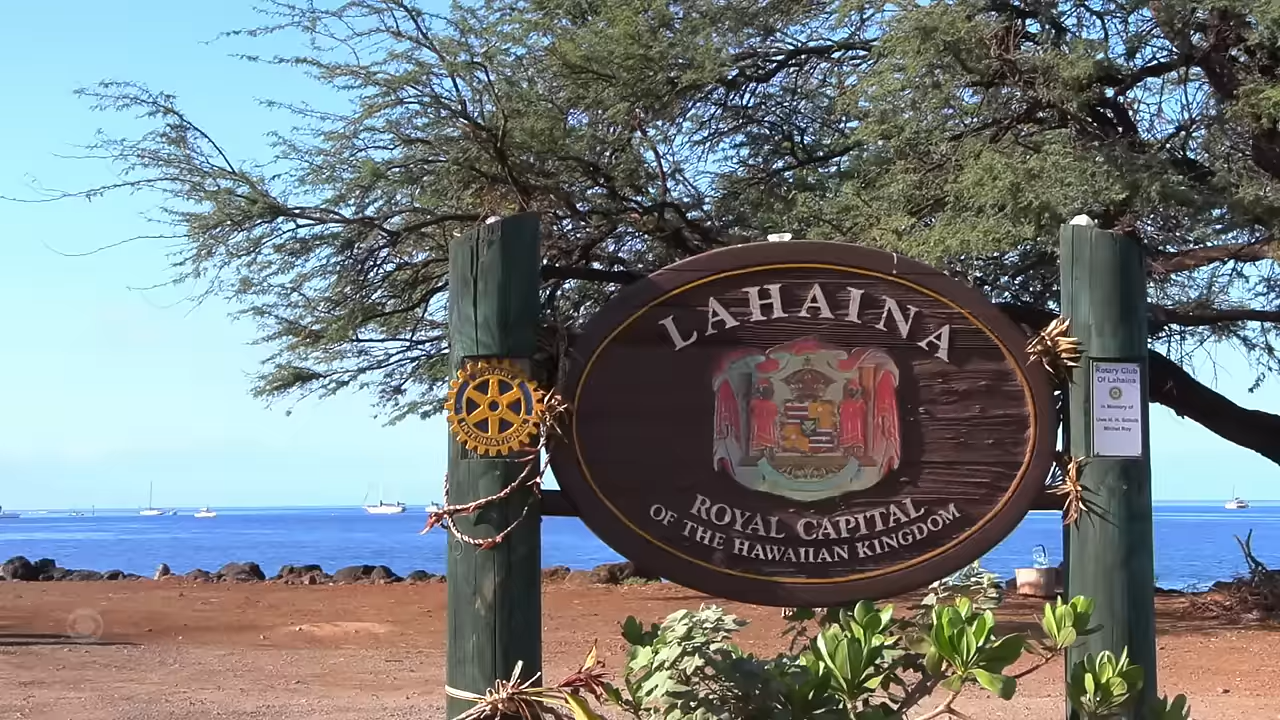 LAHAINA
ROYAL CAPITAL
OF THE HAWAIIAN KINGDOM
ROTARY
INTERNATIONAL
Rotary Club
Of Lahaina
In Memory of